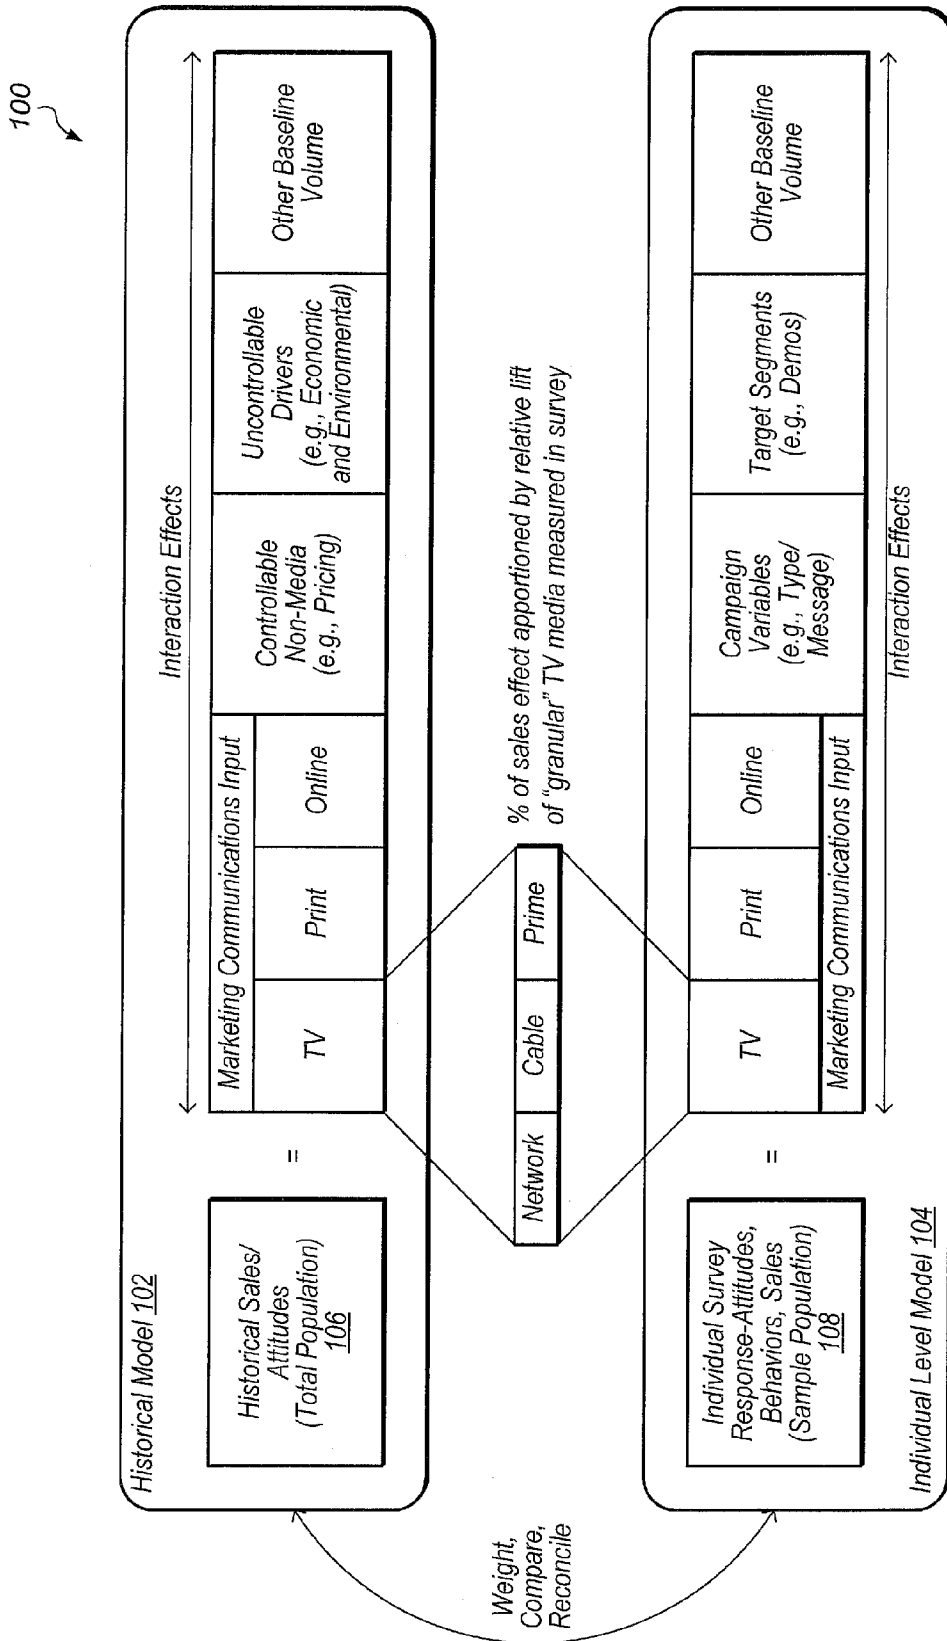 100
Historical Model 102
Interaction Effects
Historical Sales/
Attitudes
(Total Population)
106
=
Marketing Communications Input
TV
Print
Online
Controllable
Non-Media
(e.g., Pricing)
Uncontrollable
Drivers
(e.g., Economic
and Environmental)
Other Baseline
Volume
Weight,
Compare,
Reconcile
Network
Cable
Prime
% of sales effect apportioned by relative lift
of "granular" TV media measured in survey
Individual Survey
Response-Attitudes,
Behaviors, Sales
(Sample Population)
108
=
TV
Print
Online
Marketing Communications Input
Campaign
Variables
(e.g., Type/
Message)
Target Segments
(e.g., Demos)
Other Baseline
Volume
Interaction Effects
Individual Level Model 104